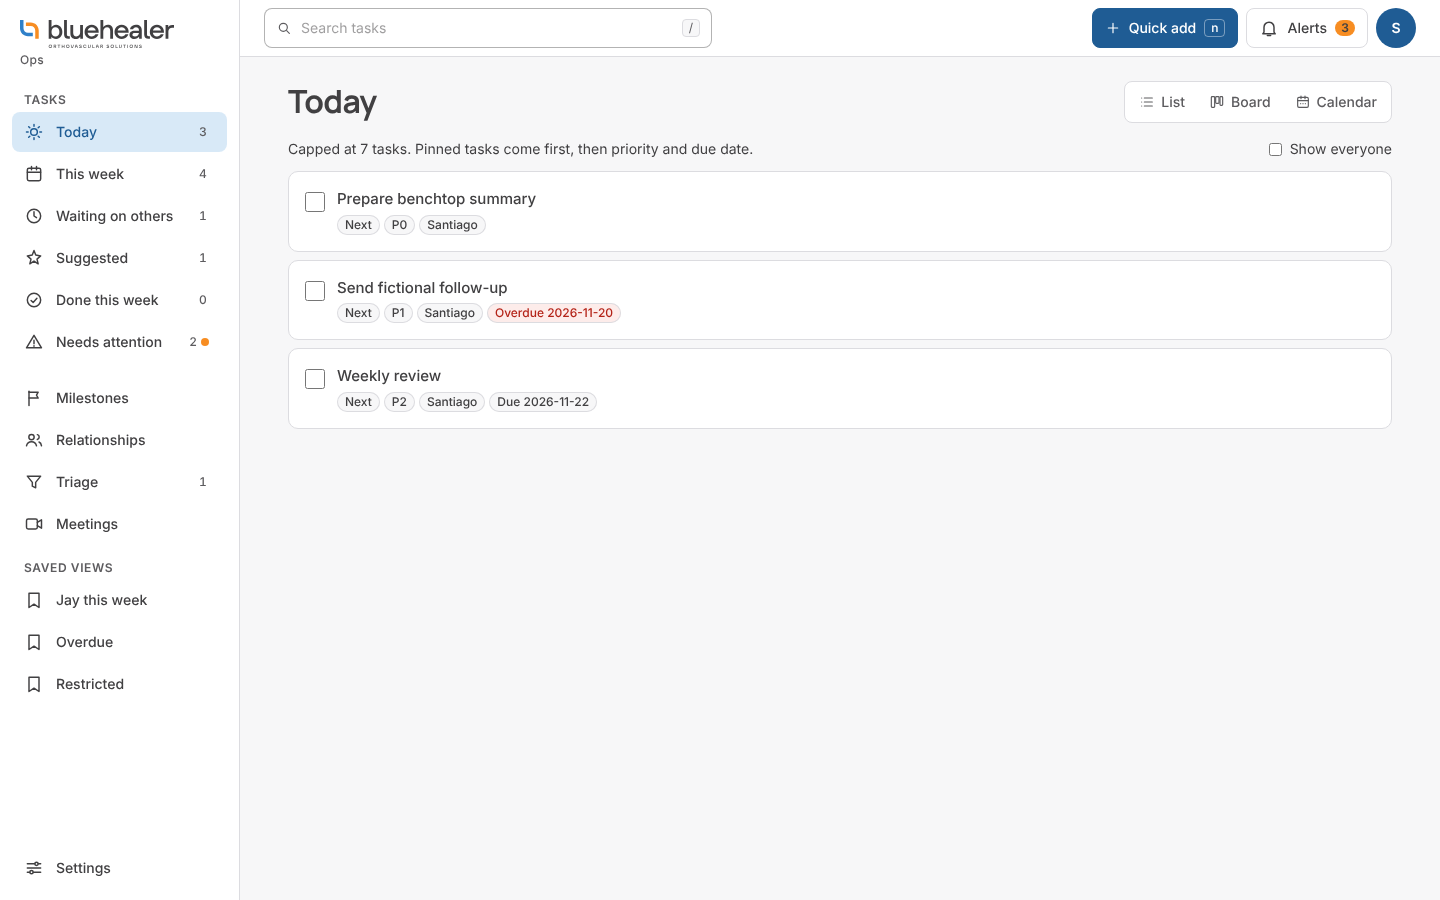 bluehealer
ORTHOVASCULAR SOLUTIONS
Ops
Search tasks /
+ Quick add n
Alerts 3
S
TASKS
Today 3
This week 4
Waiting on others 1
Suggested 1
Done this week 0
Needs attention 2
Milestones
Relationships
Triage 1
Meetings
SAVED VIEWS
Jay this week
Overdue
Restricted
Settings
Today
List Board Calendar
Capped at 7 tasks. Pinned tasks come first, then priority and due date.
Show everyone
Prepare benchtop summary
Next P0 Santiago
Send fictional follow-up
Next P1 Santiago Overdue 2026-11-20
Weekly review
Next P2 Santiago Due 2026-11-22